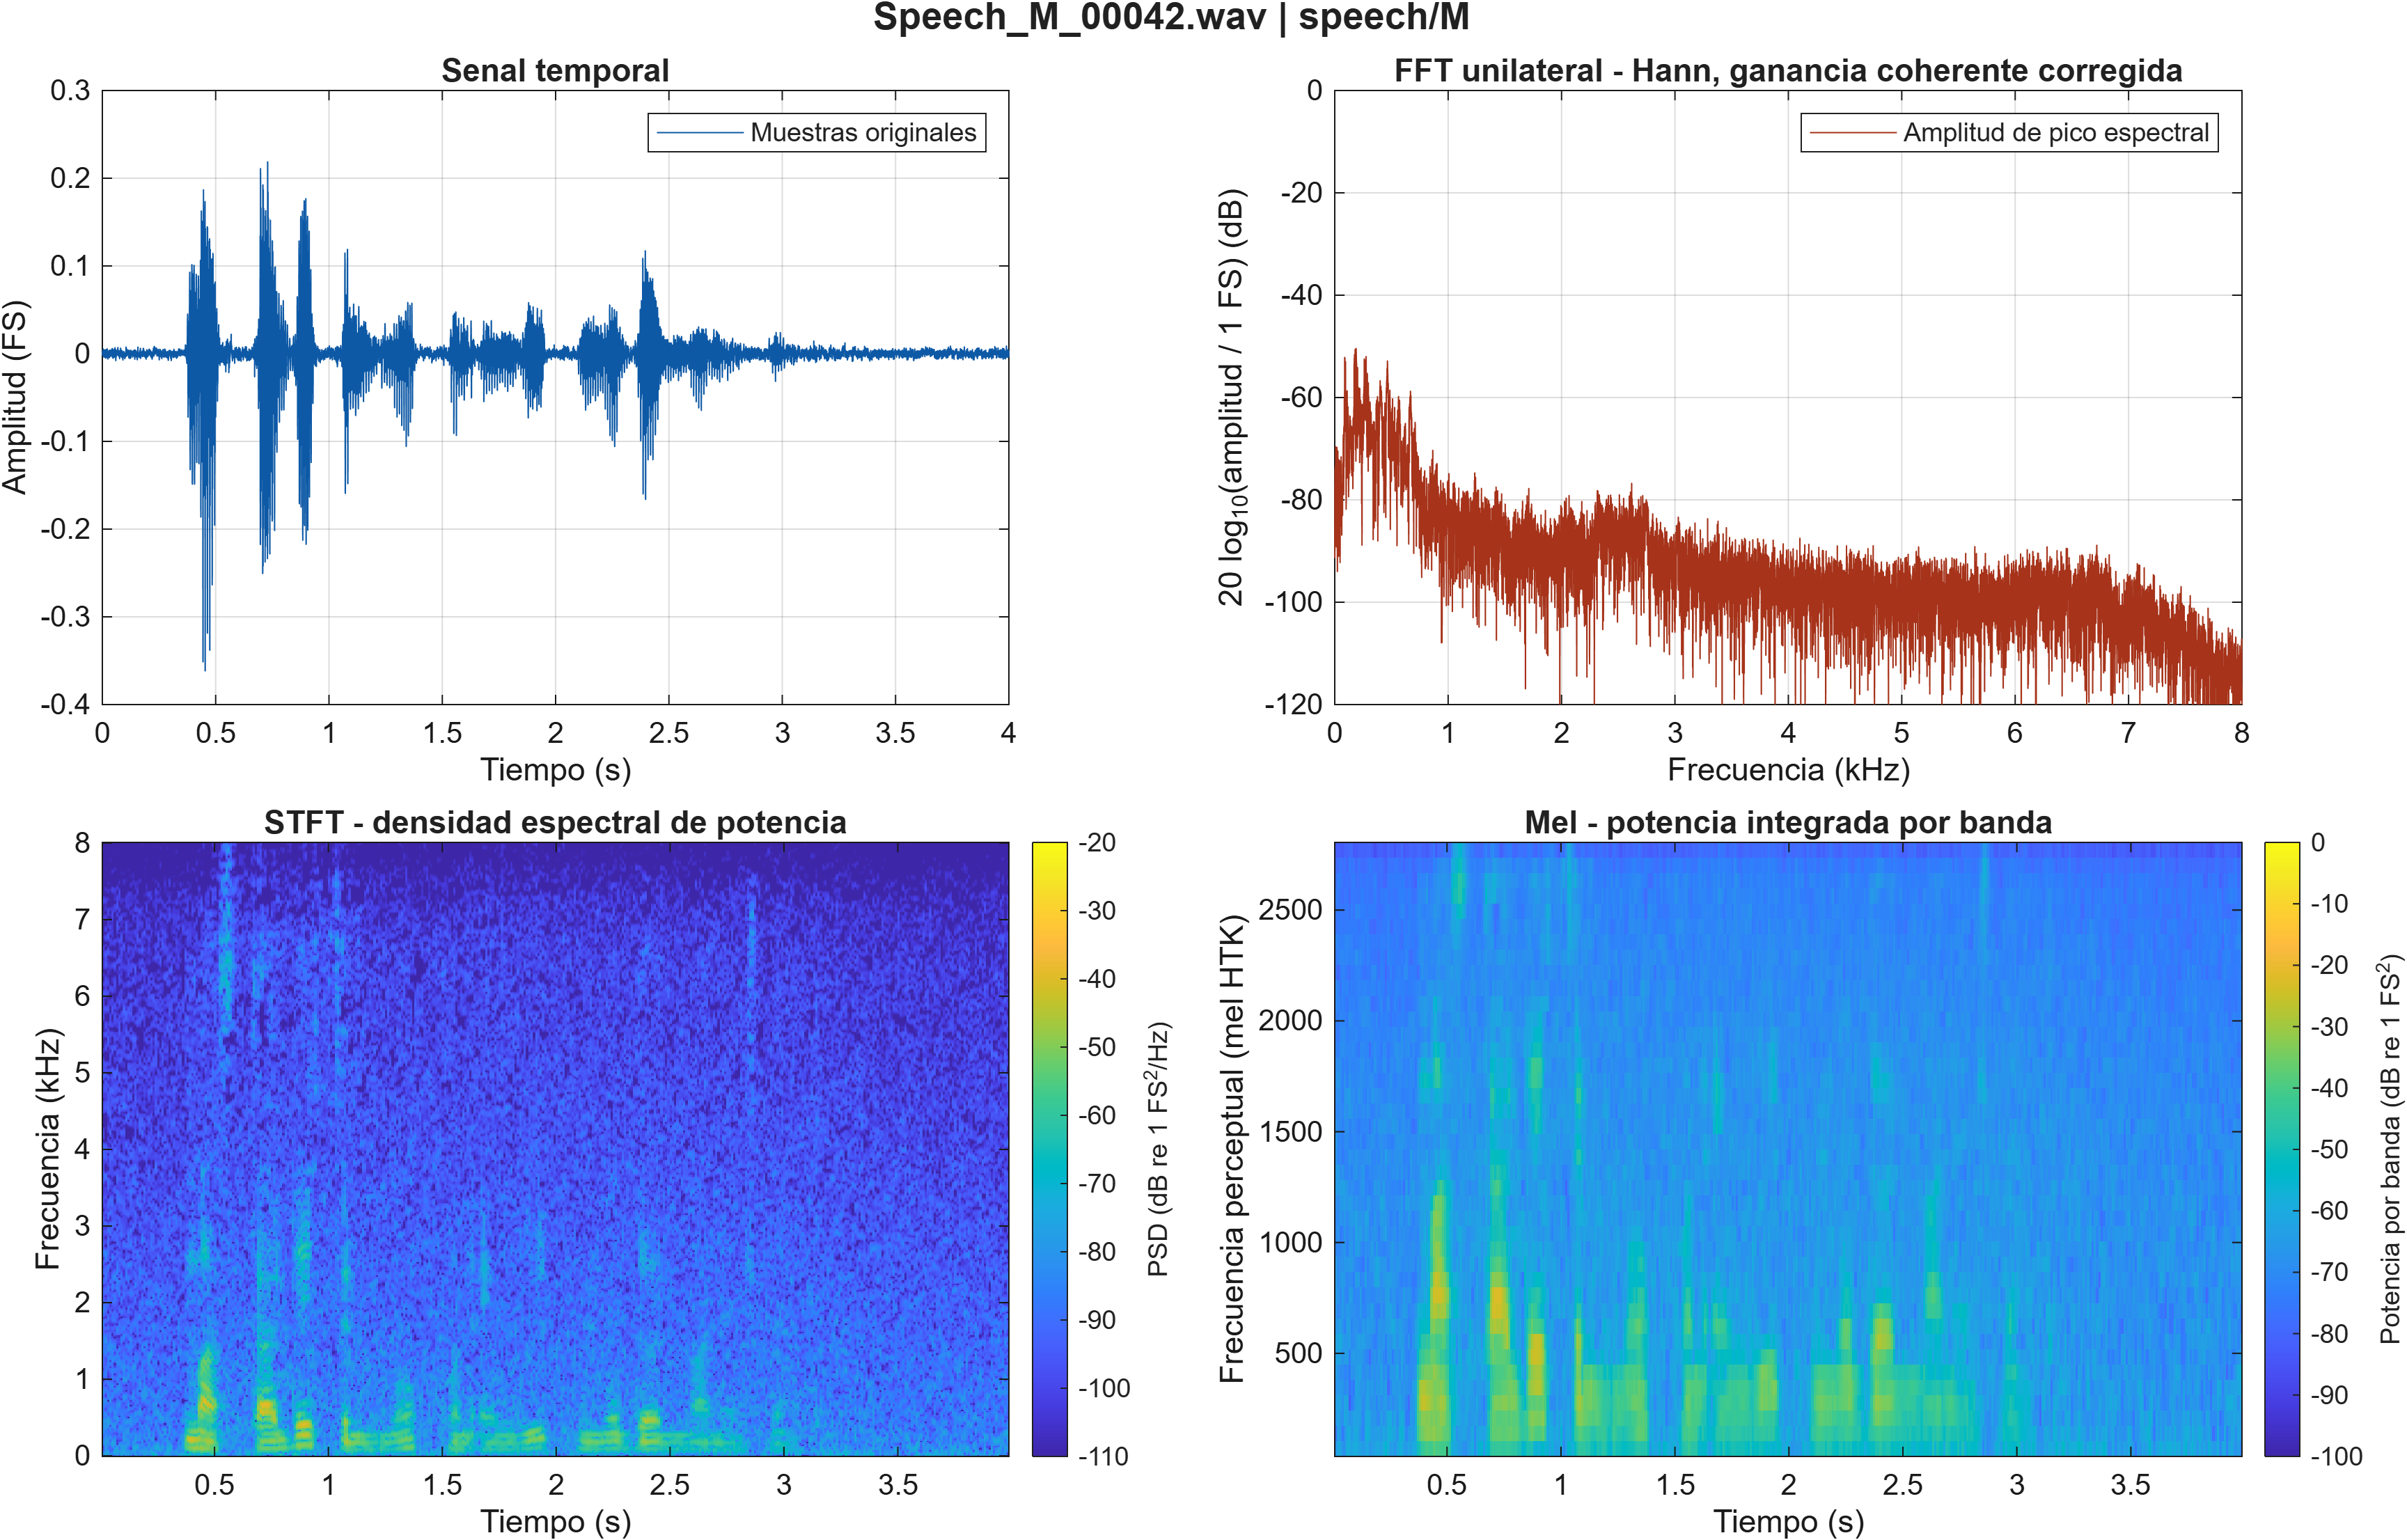 Speech_M_00042.wav | speech/M
Senal temporal
Amplitud (FS)
0.3
0.2
0.1
0
-0.1
-0.2
-0.3
-0.4
Muestras originales
0 0.5 1 1.5 2 2.5 3 3.5 4
Tiempo (s)
FFT unilateral - Hann, ganancia coherente corregida
20 log10(amplitud / 1 FS) (dB)
0
-20
-40
-60
-80
-100
-120
Amplitud de pico espectral
0 1 2 3 4 5 6 7 8
Frecuencia (kHz)
STFT - densidad espectral de potencia
Frecuencia (kHz)
8
7
6
5
4
3
2
1
0
0.5 1 1.5 2 2.5 3 3.5
Tiempo (s)
-20
-30
-40
-50
-60
-70
-80
-90
-100
-110
PSD (dB re 1 FS²/Hz)
Mel - potencia integrada por banda
Frecuencia perceptual (mel HTK)
2500
2000
1500
1000
500
0.5 1 1.5 2 2.5 3 3.5
Tiempo (s)
0
-10
-20
-30
-40
-50
-60
-70
-80
-90
-100
Potencia por banda (dB re 1 FS²)